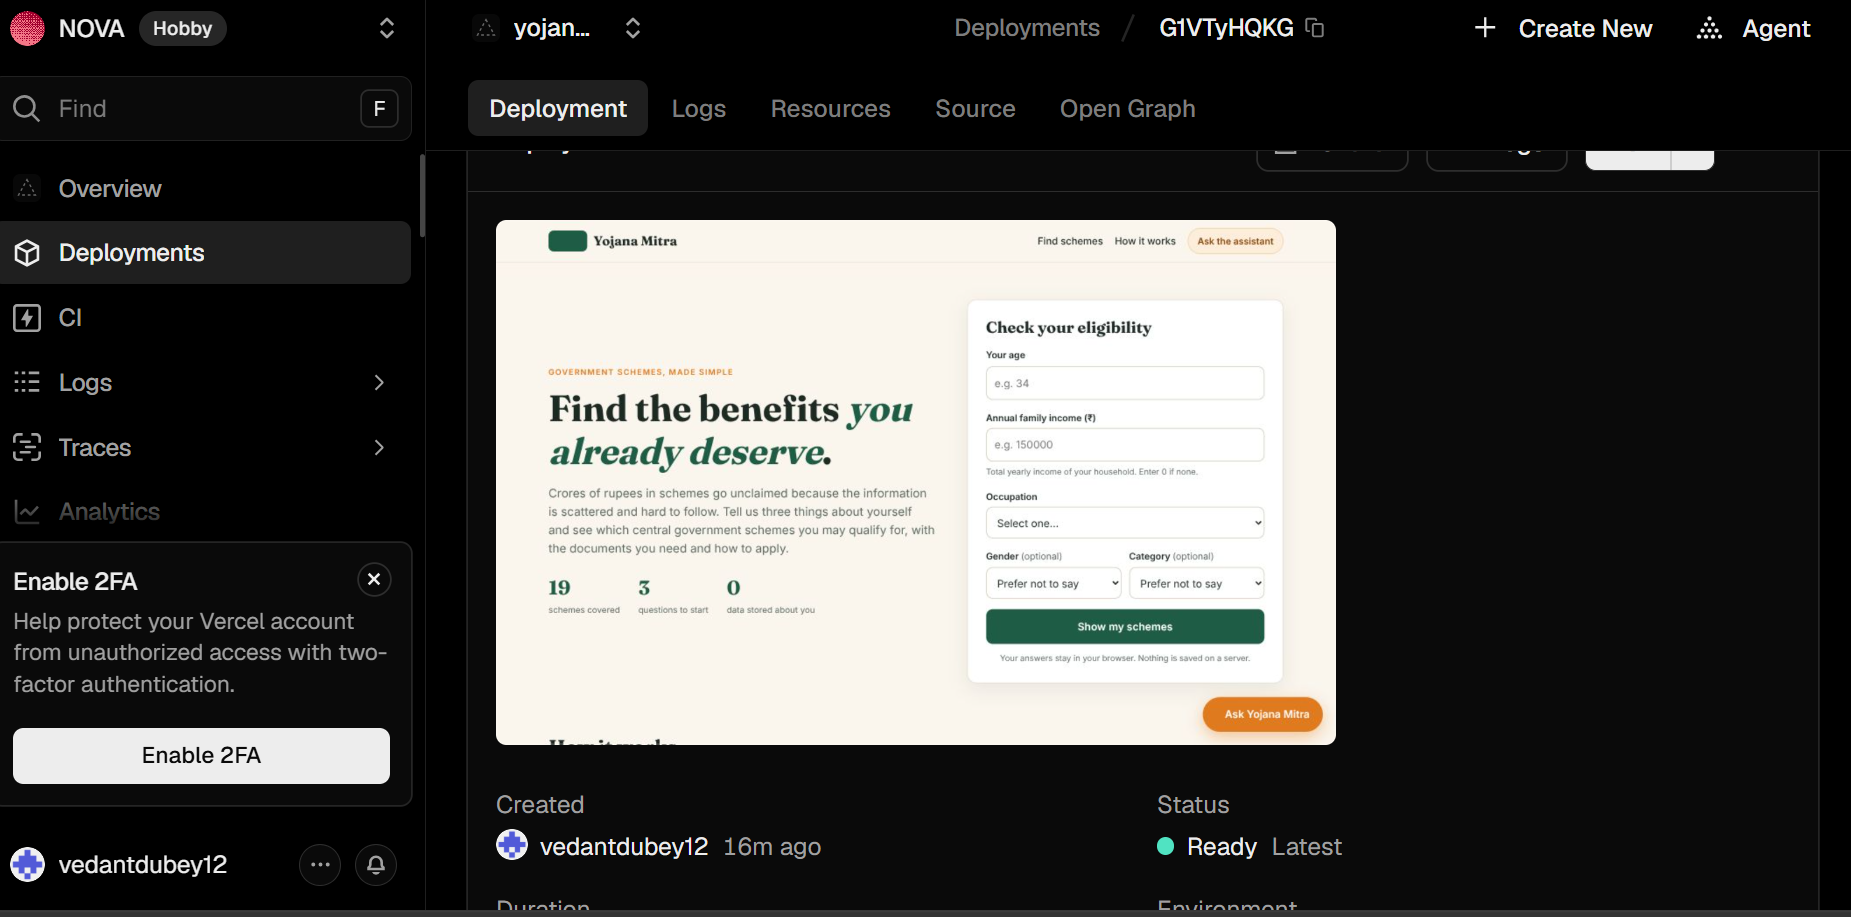 NOVA Hobby
yojan...
Deployments / G1VTyHQKG
Create New
Agent
Find F
Deployment Logs Resources Source Open Graph
Overview
Deployments
CI
Logs
Traces
Analytics
Enable 2FA
Help protect your Vercel account
from unauthorized access with two-
factor authentication.
Enable 2FA
vedantdubey12
Yojana Mitra
Find schemes How it works Ask the assistant
GOVERNMENT SCHEMES, MADE SIMPLE
Find the benefits you
already deserve.
Crores of rupees in schemes go unclaimed because the information
is scattered and hard to follow. Tell us three things about yourself
and see which central government schemes you may qualify for, with
the documents you need and how to apply.
19 3 0
schemes covered questions to start data stored about you
Check your eligibility
Your age
e.g. 34
Annual family income (₹)
e.g. 150000
Total yearly income of your household. Enter 0 if none.
Occupation
Select one...
Gender (optional) Category (optional)
Prefer not to say Prefer not to say
Show my schemes
Your answers stay in your browser. Nothing is saved on a server.
Ask Yojana Mitra
How it works
Created
vedantdubey12 16m ago
Status
Ready Latest
Duration
Environment